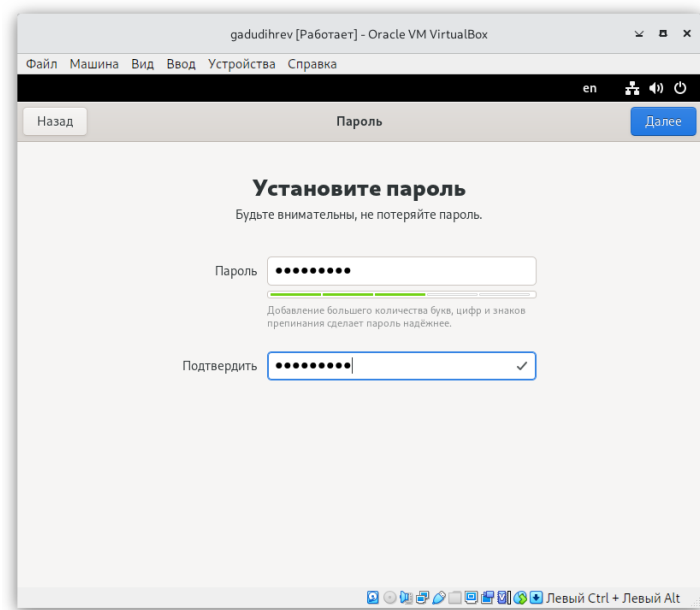 gadudihrev [Работает] - Oracle VM VirtualBox
Файл Машина Вид Ввод Устройства Справка
en
Назад Пароль Далее
Установите пароль
Будьте внимательны, не потеряйте пароль.
Пароль ●●●●●●●●●
Добавление большего количества букв, цифр и знаков
препинания сделает пароль надёжнее.
Подтвердить ●●●●●●●●●
Левый Ctrl + Левый Alt